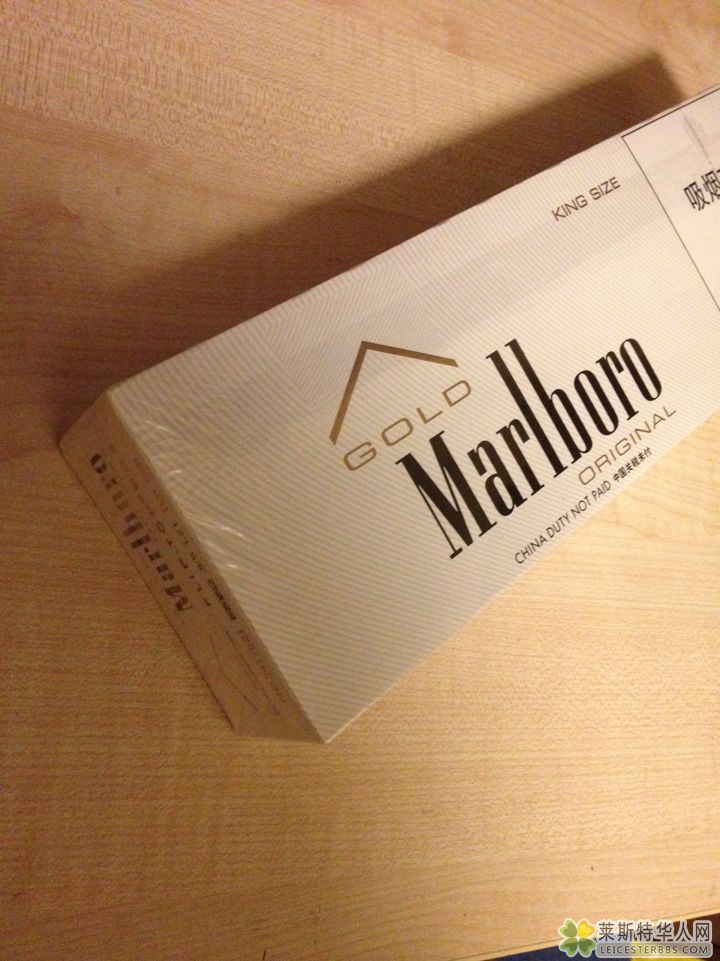 KING SIZE
吸烟
GOLD
Marlboro
ORIGINAL
CHINA DUTY NOT PAID 中国关税未付
Marlboro
莱斯特华人网
LEICESTERBBS.COM